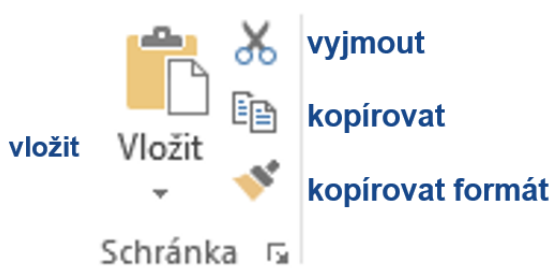 vyjmout
kopírovat
vložit
Vložit
kopírovat formát
Schránka